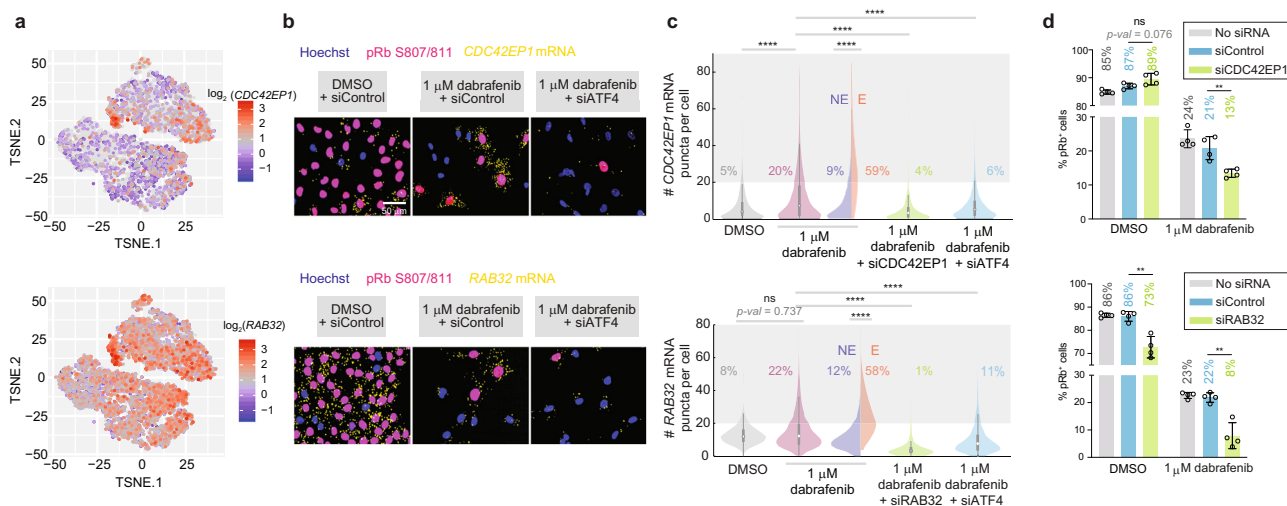 a
log₂ (CDC42EP1)
3
2
1
0
−1
50
25
0
−25
−50
TSNE.2
−50
−25
0
25
TSNE.1
log₂(RAB32)
3
2
1
0
−1
50
25
0
−25
−50
TSNE.2
−50
−25
0
25
TSNE.1
b
Hoechst pRb S807/811 CDC42EP1 mRNA
DMSO
+ siControl
1 µM dabrafenib
+ siControl
1 µM dabrafenib
+ siATF4
50 µm
Hoechst pRb S807/811 RAB32 mRNA
DMSO
+ siControl
1 µM dabrafenib
+ siControl
1 µM dabrafenib
+ siATF4
c
****
****
**** ****
# CDC42EP1 mRNA
puncta per cell
100
80
60
40
20
0
NE E
5% 20% 9% 59% 4% 6%
DMSO
1 µM
dabrafenib
1 µM
dabrafenib
+ siCDC42EP1
1 µM
dabrafenib
+ siATF4
****
ns
p-val = 0.737
****
****
# RAB32 mRNA
puncta per cell
80
60
40
20
0
NE E
8% 22% 12% 58% 1% 11%
DMSO
1 µM
dabrafenib
1 µM
dabrafenib
+ siRAB32
1 µM
dabrafenib
+ siATF4
d
ns
p-val = 0.076
No siRNA
siControl
siCDC42EP1
% pRb⁺ cells
100
90
80
40
20
0
85% 87% 89%
**
24% 21% 13%
DMSO
1 µM dabrafenib
No siRNA
siControl
siRAB32
% pRb⁺ cells
100
90
80
70
40
20
0
86% 86% 73%
**
**
23% 22% 8%
DMSO
1 µM dabrafenib